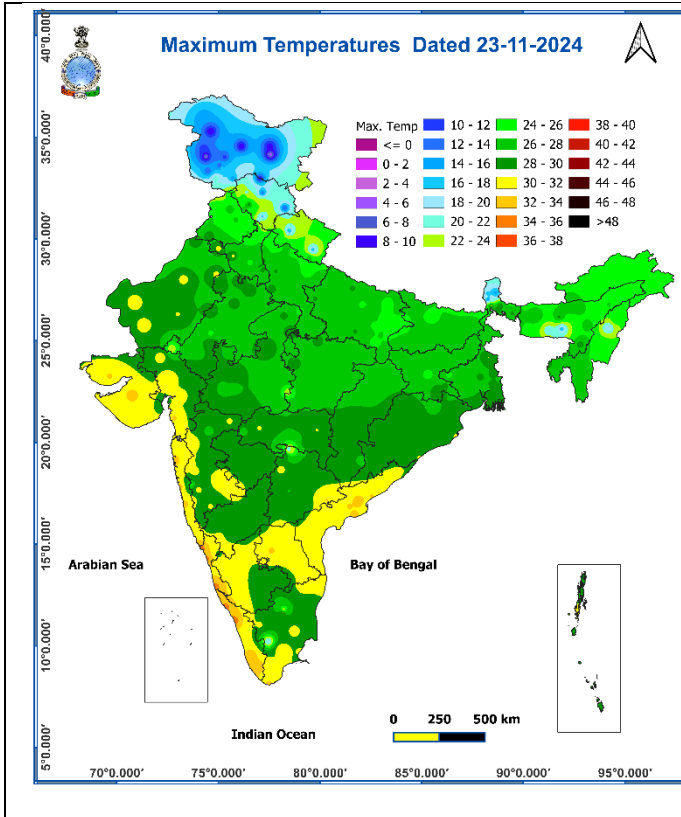 Maximum Temperatures Dated 23-11-2024
Max. Temp
<= 0
0 - 2
2 - 4
4 - 6
6 - 8
8 - 10
10 - 12
12 - 14
14 - 16
16 - 18
18 - 20
20 - 22
22 - 24
24 - 26
26 - 28
28 - 30
30 - 32
32 - 34
34 - 36
36 - 38
38 - 40
40 - 42
42 - 44
44 - 46
46 - 48
>48
40°0.000'
35°0.000'
30°0.000'
25°0.000'
20°0.000'
15°0.000'
10°0.000'
5°0.000'
Arabian Sea
Bay of Bengal
Indian Ocean
0 250 500 km
70°0.000' 75°0.000' 80°0.000' 85°0.000' 90°0.000' 95°0.000'